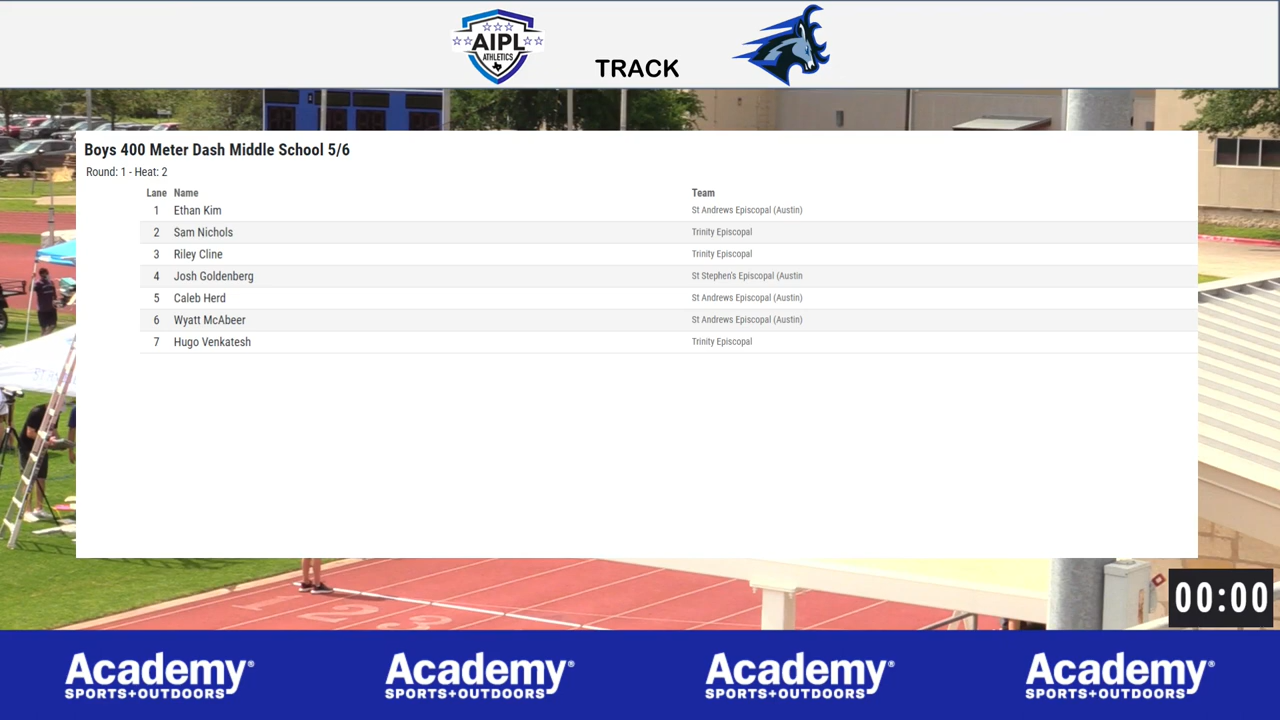 AIPL
ATHLETICS
TRACK
Boys 400 Meter Dash Middle School 5/6
Round: 1 - Heat: 2
Lane Name Team
1 Ethan Kim St Andrews Episcopal (Austin)
2 Sam Nichols Trinity Episcopal
3 Riley Cline Trinity Episcopal
4 Josh Goldenberg St Stephen's Episcopal (Austin
5 Caleb Herd St Andrews Episcopal (Austin)
6 Wyatt McAbeer St Andrews Episcopal (Austin)
7 Hugo Venkatesh Trinity Episcopal
1 2 3
00:00
Academy® Academy® Academy® Academy®
SPORTS+OUTDOORS SPORTS+OUTDOORS SPORTS+OUTDOORS SPORTS+OUTDOORS